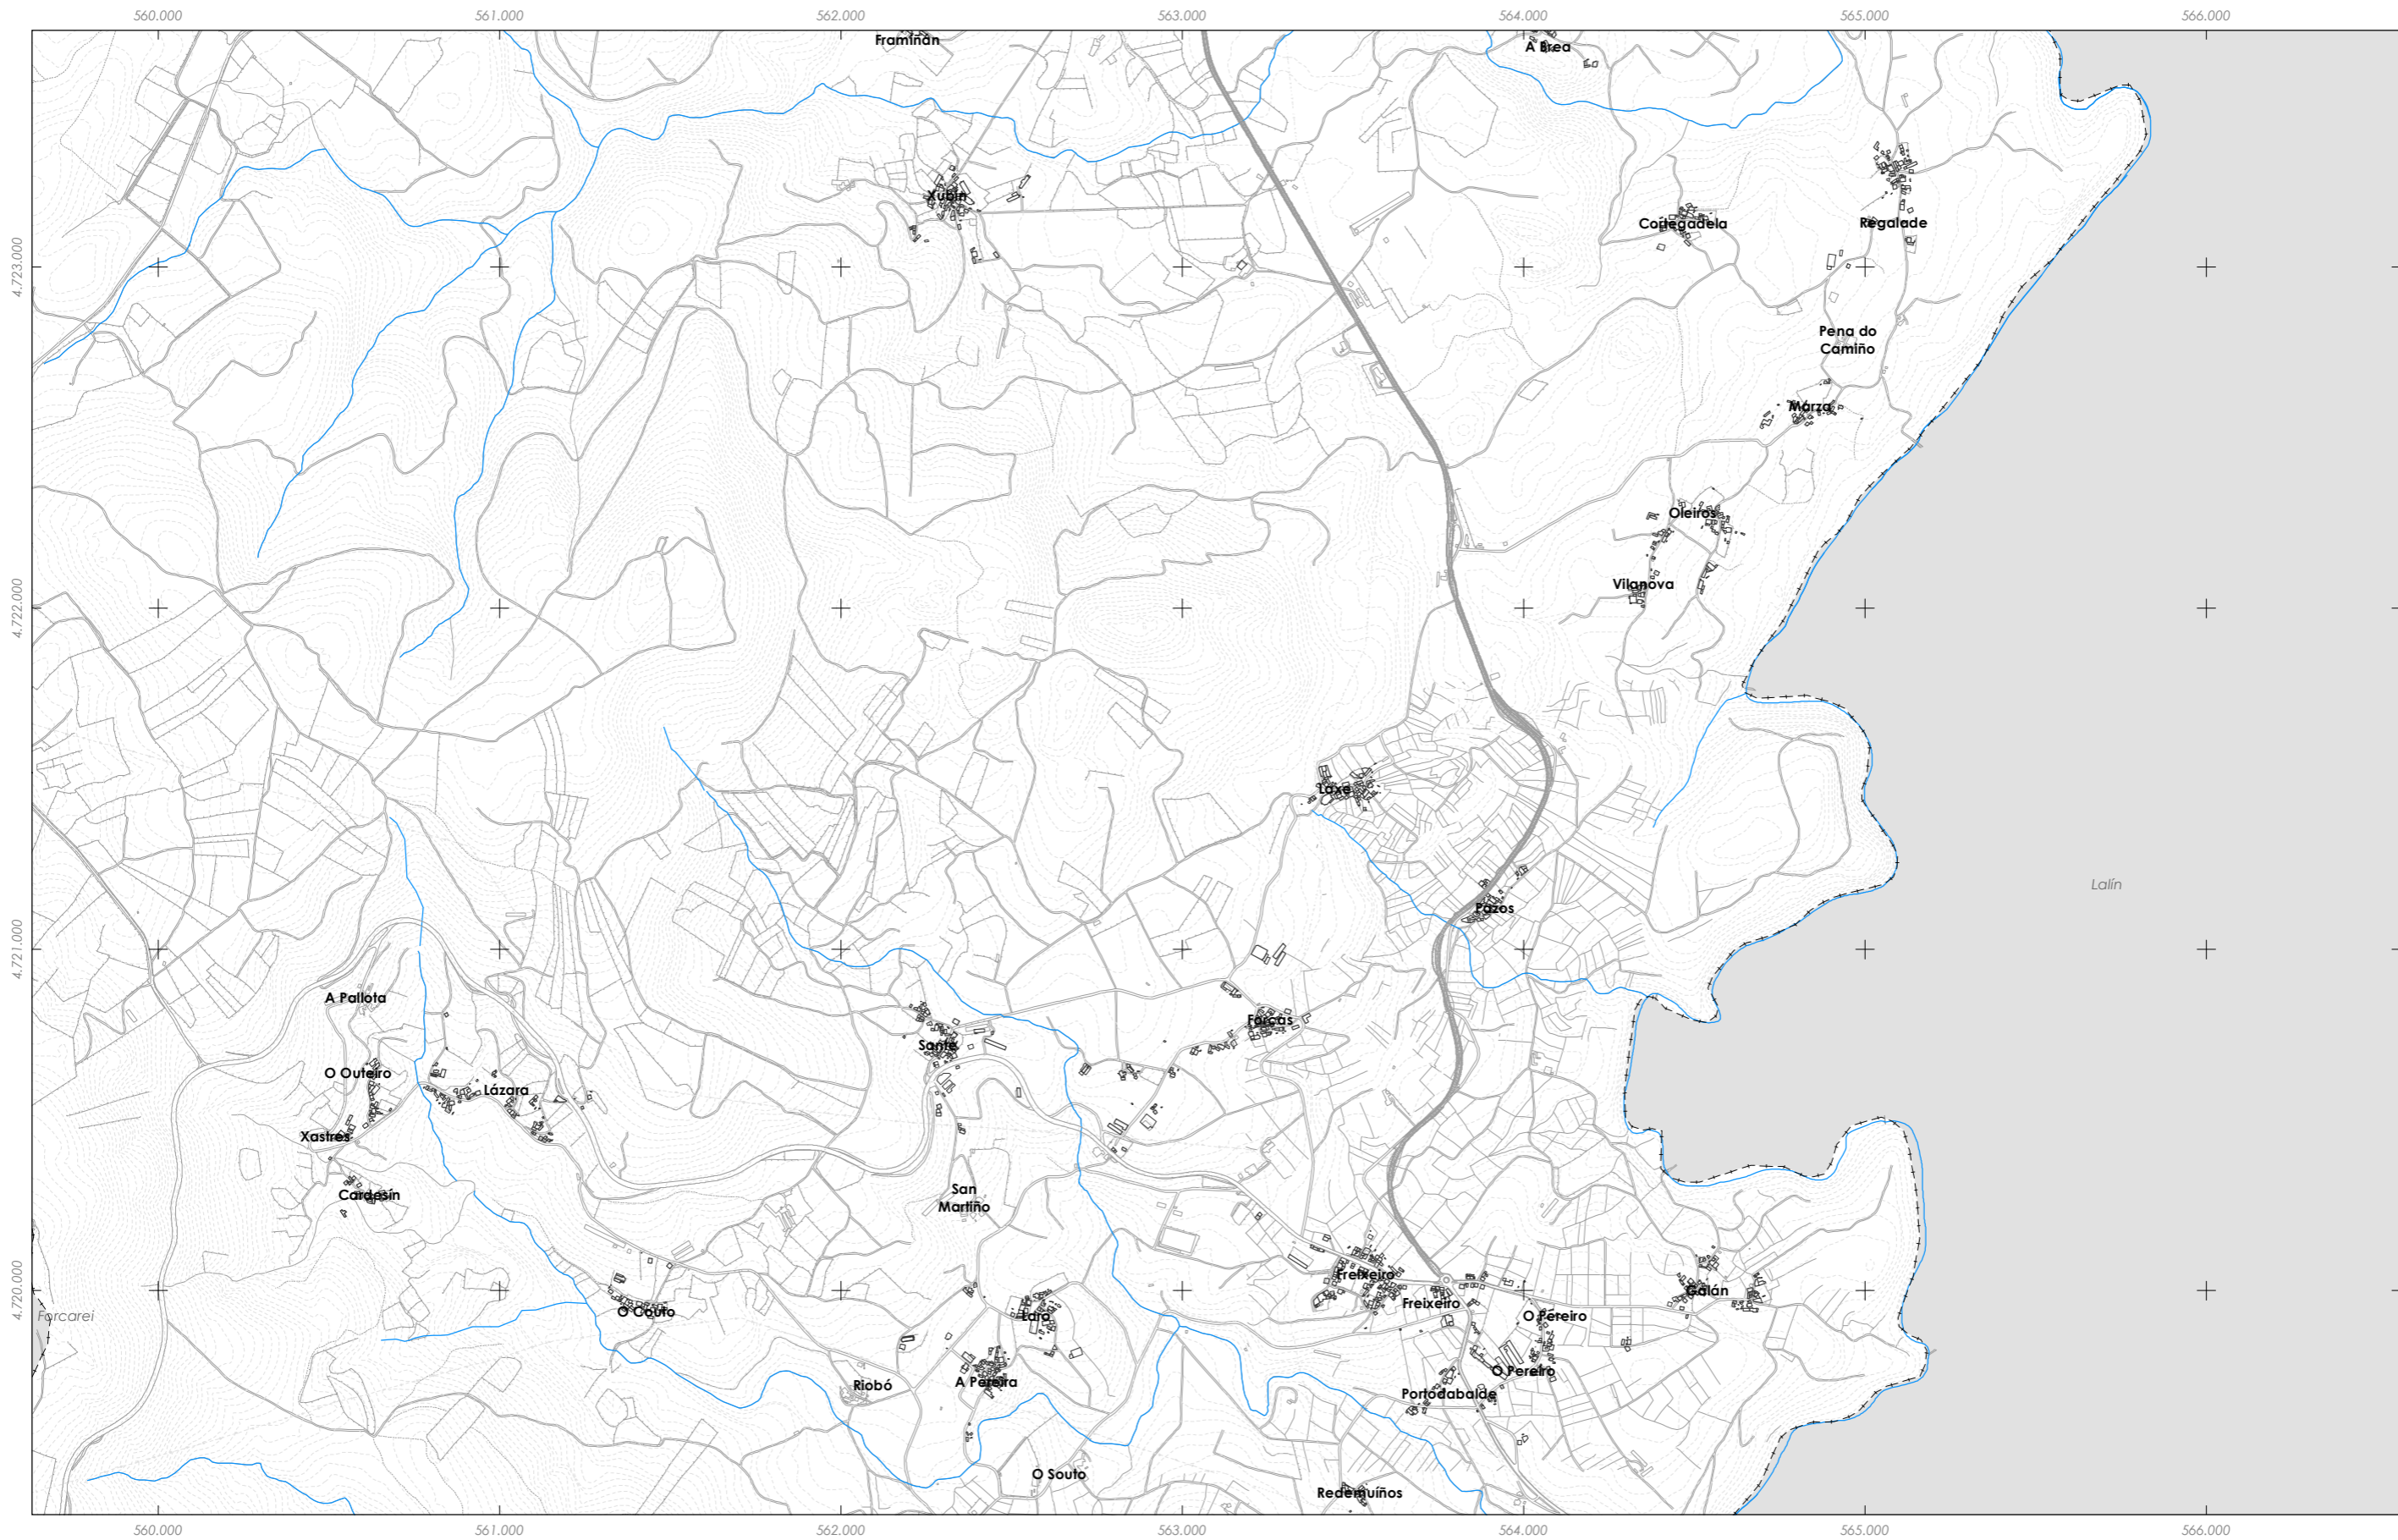 560.000
561.000
562.000
563.000
564.000
565.000
566.000
Framiñán
A Brea
Xubín
Cortegadela
Regalade
4.723.000
Pena do
Camiño
Marza
Oleiros
Vilanova
4.722.000
Laxe
Pazos
Lalín
4.721.000
A Pallota
Forcas
Sante
O Outeiro
Lázara
Xastres
Cardesín
San
Martiño
Freixeiro
Galán
4.720.000
Freixeiro
O Couto
Laro
O Pereiro
Forcarei
O Pereiro
Riobó
A Pereira
Portodabalde
O Souto
Redemuíños
560.000
561.000
562.000
563.000
564.000
565.000
566.000